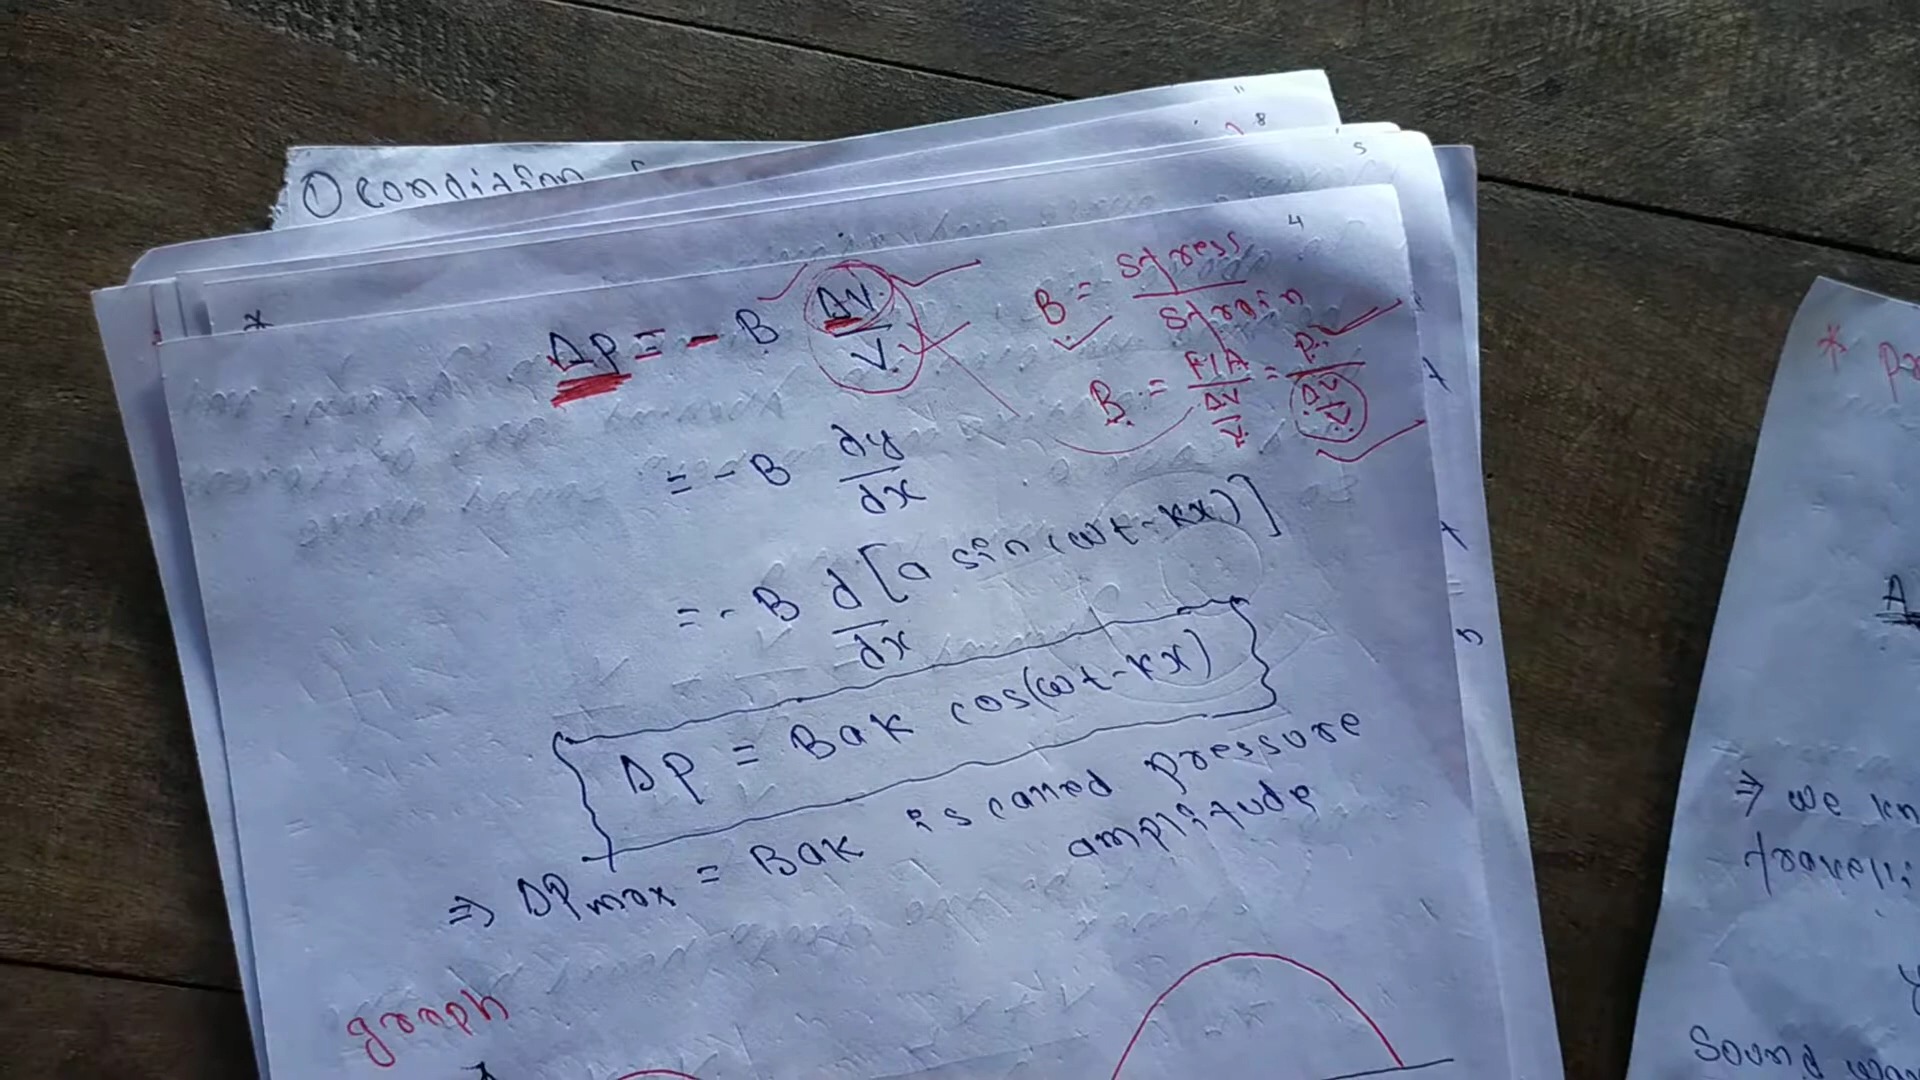 ① condition
4
ΔP = - B ΔV/V
B = Stress/Strain
B = (F/A)/(ΔV/V) = P/(ΔV/V)
= - B dy/dx
= - B d/dx [a sin(ωt - kx)]
ΔP = Bak cos(ωt - kx)
⇒ ΔPmax = Bak is called pressure
amplitude
graph
A
⇒ we kn
travelli
Sound wav